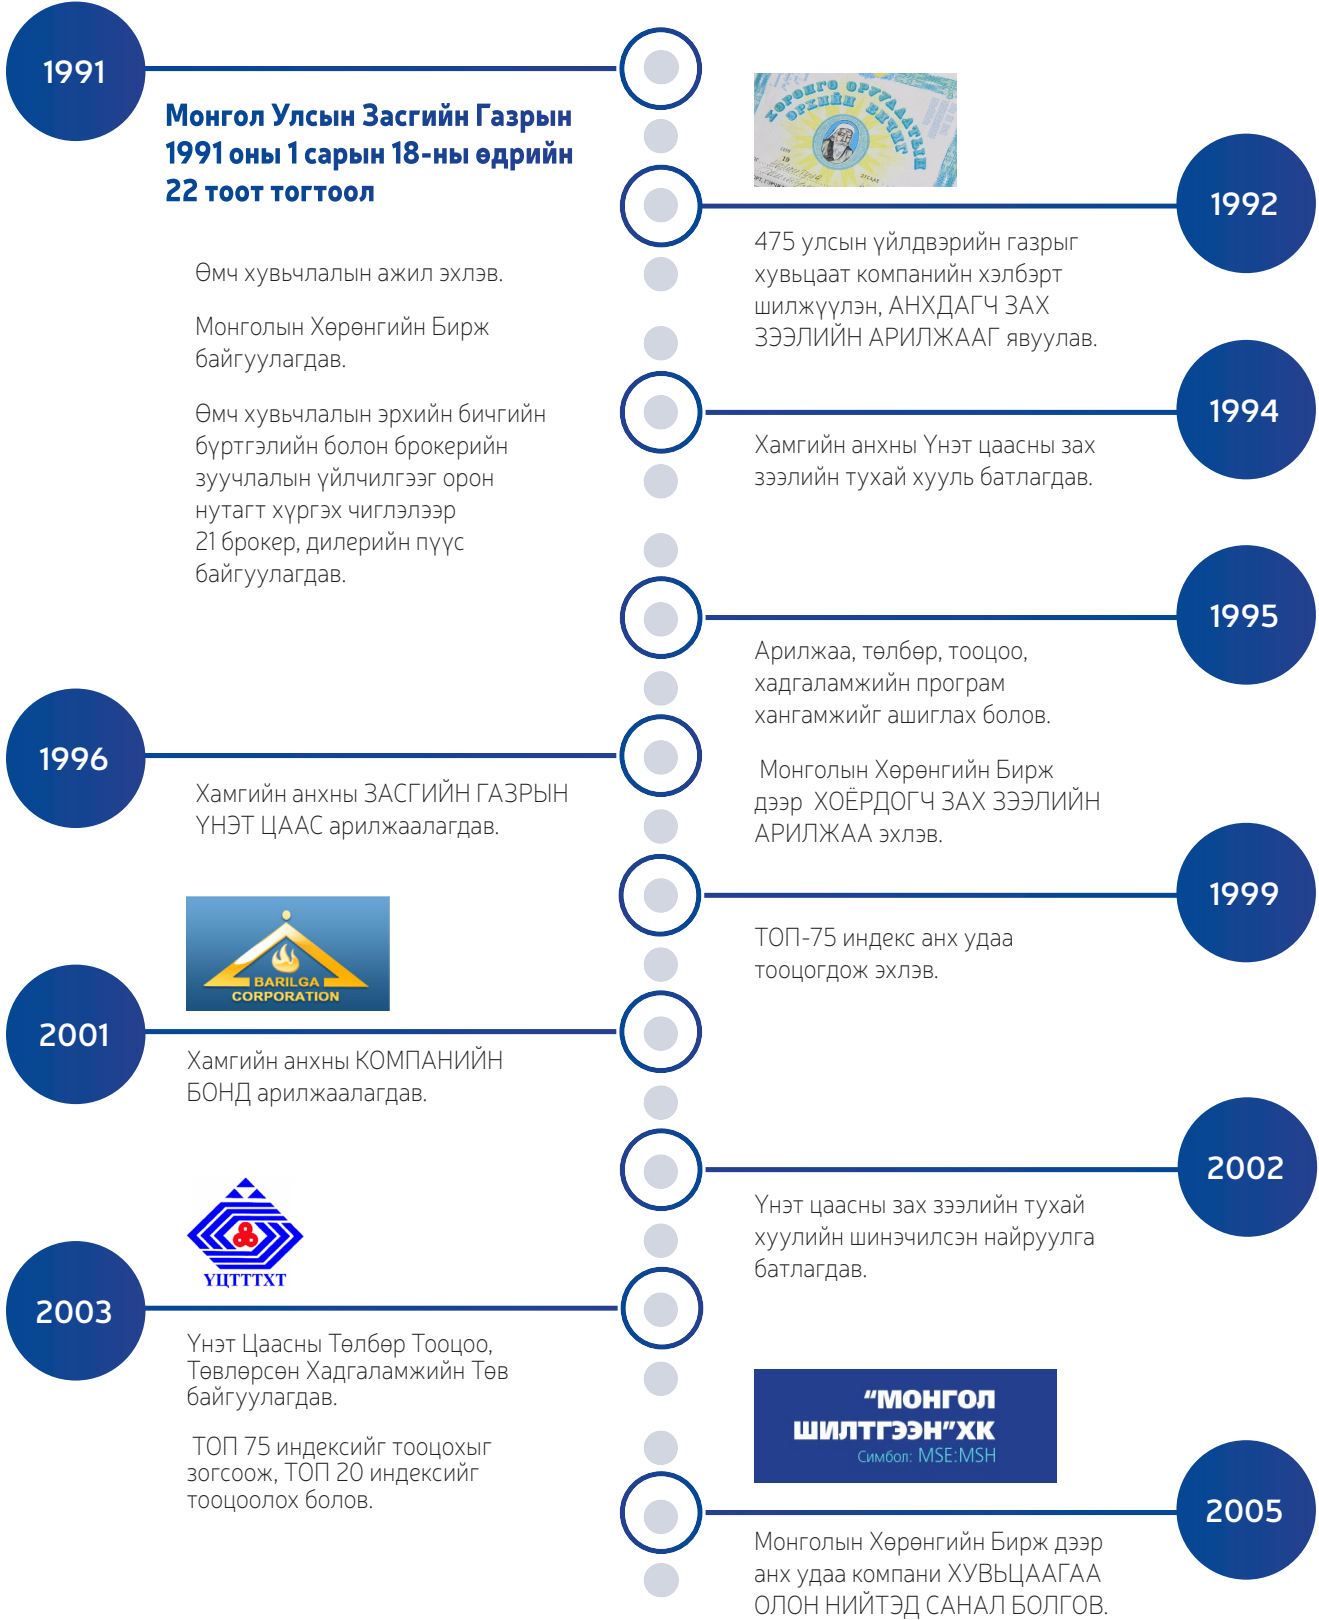 1991
Монгол Улсын Засгийн Газрын
1991 оны 1 сарын 18-ны өдрийн
22 тоот тогтоол
Өмч хувьчлалын ажил эхлэв.
Монголын Хөрөнгийн Бирж
байгуулагдав.
Өмч хувьчлалын эрхийн бичгийн
бүртгэлийн болон брокерийн
зуучлалын үйлчилгээг орон
нутагт хүргэх чиглэлээр
21 брокер, дилерийн пүүс
байгуулагдав.
ХӨРӨНГӨ ОРУУЛАЛТЫН
ЭРХИЙН БИЧИГ
1992
475 улсын үйлдвэрийн газрыг
хувьцаат компанийн хэлбэрт
шилжүүлэн, АНХДАГЧ ЗАХ
ЗЭЭЛИЙН АРИЛЖААГ явуулав.
1994
Хамгийн анхны Үнэт цаасны зах
зээлийн тухай хууль батлагдав.
1995
Арилжаа, төлбөр, тооцоо,
хадгаламжийн програм
хангамжийг ашиглах болов.
Монголын Хөрөнгийн Бирж
дээр ХОЁРДОГЧ ЗАХ ЗЭЭЛИЙН
АРИЛЖАА эхлэв.
1996
Хамгийн анхны ЗАСГИЙН ГАЗРЫН
ҮНЭТ ЦААС арилжаалагдав.
1999
ТОП-75 индекс анх удаа
тооцогдож эхлэв.
BARILGA
CORPORATION
2001
Хамгийн анхны КОМПАНИЙН
БОНД арилжаалагдав.
2002
Үнэт цаасны зах зээлийн тухай
хуулийн шинэчилсэн найруулга
батлагдав.
ҮЦТТТХТ
2003
Үнэт Цаасны Төлбөр Тооцоо,
Төвлөрсөн Хадгаламжийн Төв
байгуулагдав.
ТОП 75 индексийг тооцохыг
зогсоож, ТОП 20 индексийг
тооцоолох болов.
"МОНГОЛ
ШИЛТГЭЭН"ХК
Симбол: MSE:MSH
2005
Монголын Хөрөнгийн Бирж дээр
анх удаа компани ХУВЬЦААГАА
ОЛОН НИЙТЭД САНАЛ БОЛГОВ.